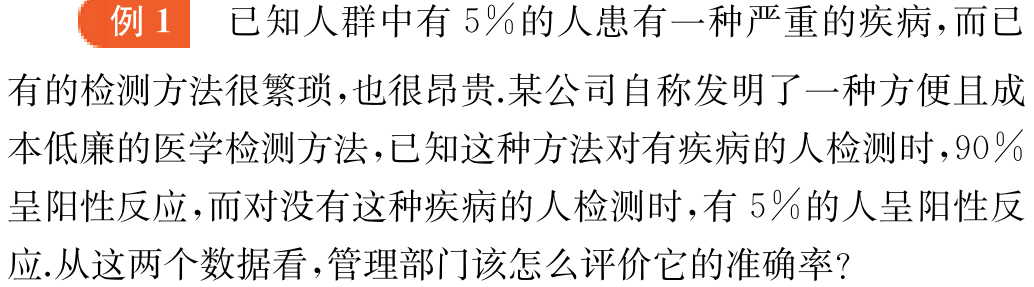 例1 已知人群中有 5%的人患有一种严重的疾病,而已
有的检测方法很繁琐,也很昂贵.某公司自称发明了一种方便且成
本低廉的医学检测方法,已知这种方法对有疾病的人检测时,90%
呈阳性反应,而对没有这种疾病的人检测时,有 5%的人呈阳性反
应.从这两个数据看,管理部门该怎么评价它的准确率?